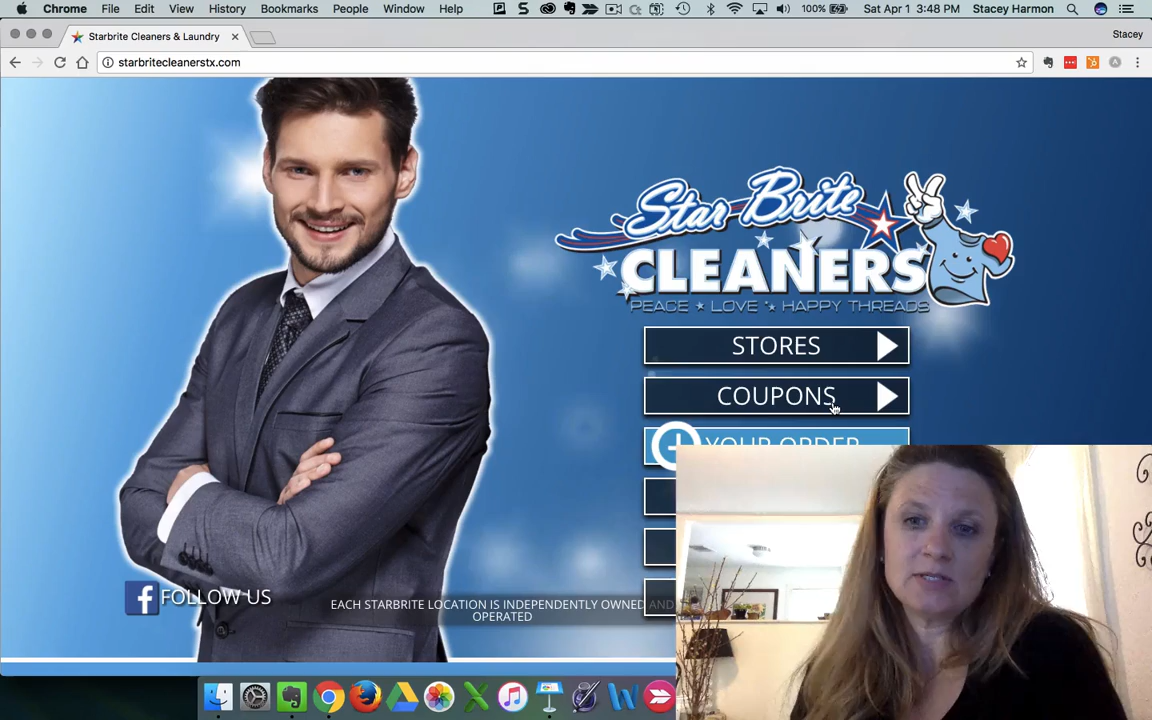 Chrome File Edit View History Bookmarks People Window Help 100% Sat Apr 1 3:48 PM Stacey Harmon
Starbrite Cleaners & Laundry
Stacey
starbritecleanerstx.com
Star Brite
CLEANERS
PEACE LOVE HAPPY THREADS
STORES
COUPONS
YOUR ORDER
FOLLOW US
EACH STARBRITE LOCATION IS INDEPENDENTLY OWNED AND
OPERATED